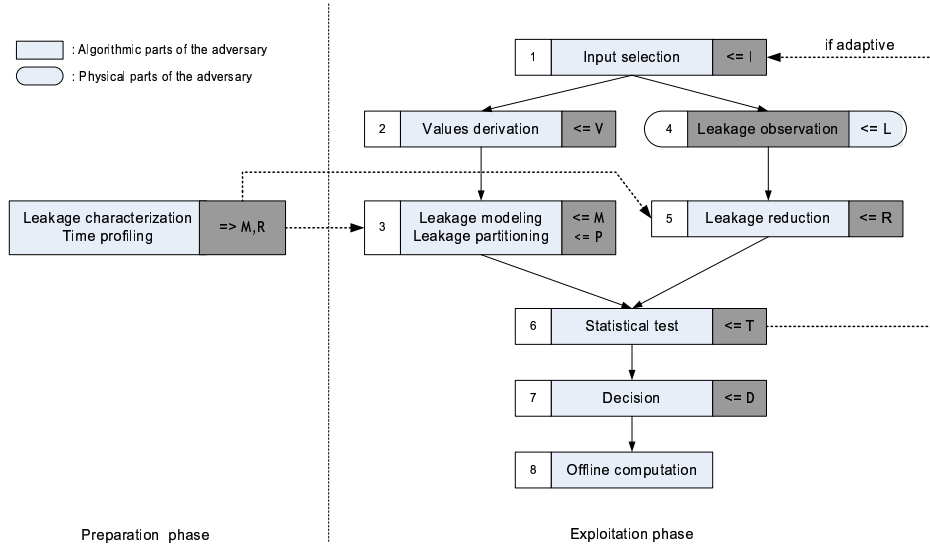 : Algorithmic parts of the adversary
: Physical parts of the adversary
if adaptive
1 Input selection <= I
2 Values derivation <= V
4 Leakage observation <= L
Leakage characterization
Time profiling
=> M,R
3
Leakage modeling
Leakage partitioning
<= M
<= P
5 Leakage reduction <= R
6 Statistical test <= T
7 Decision <= D
8 Offline computation
Preparation phase
Exploitation phase